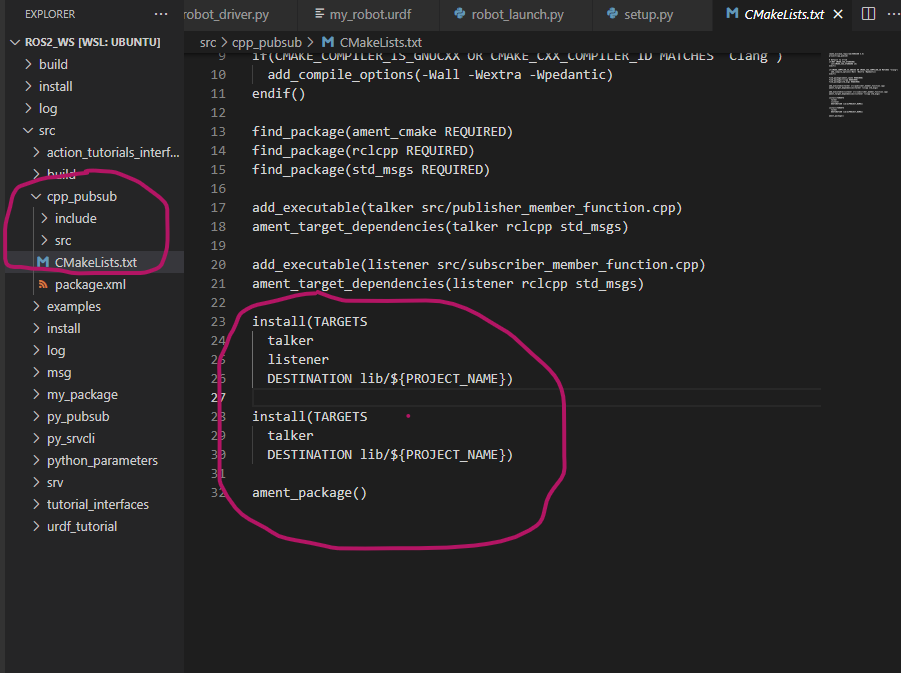 EXPLORER
ROS2_WS [WSL: UBUNTU]
build
install
log
src
action_tutorials_interf...
build
cpp_pubsub
include
src
CMakeLists.txt
package.xml
examples
install
log
msg
my_package
py_pubsub
py_srvcli
python_parameters
srv
tutorial_interfaces
urdf_tutorial
robot_driver.py
my_robot.urdf
robot_launch.py
setup.py
CMakeLists.txt
src > cpp_pubsub > CMakeLists.txt
9 if(CMAKE_COMPILER_IS_GNUCXX OR CMAKE_CXX_COMPILER_ID MATCHES "Clang")
10 add_compile_options(-Wall -Wextra -Wpedantic)
11 endif()
12
13 find_package(ament_cmake REQUIRED)
14 find_package(rclcpp REQUIRED)
15 find_package(std_msgs REQUIRED)
16
17 add_executable(talker src/publisher_member_function.cpp)
18 ament_target_dependencies(talker rclcpp std_msgs)
19
20 add_executable(listener src/subscriber_member_function.cpp)
21 ament_target_dependencies(listener rclcpp std_msgs)
22
23 install(TARGETS
24 talker
25 listener
26 DESTINATION lib/${PROJECT_NAME})
27
28 install(TARGETS
29 talker
30 DESTINATION lib/${PROJECT_NAME})
31
32 ament_package()